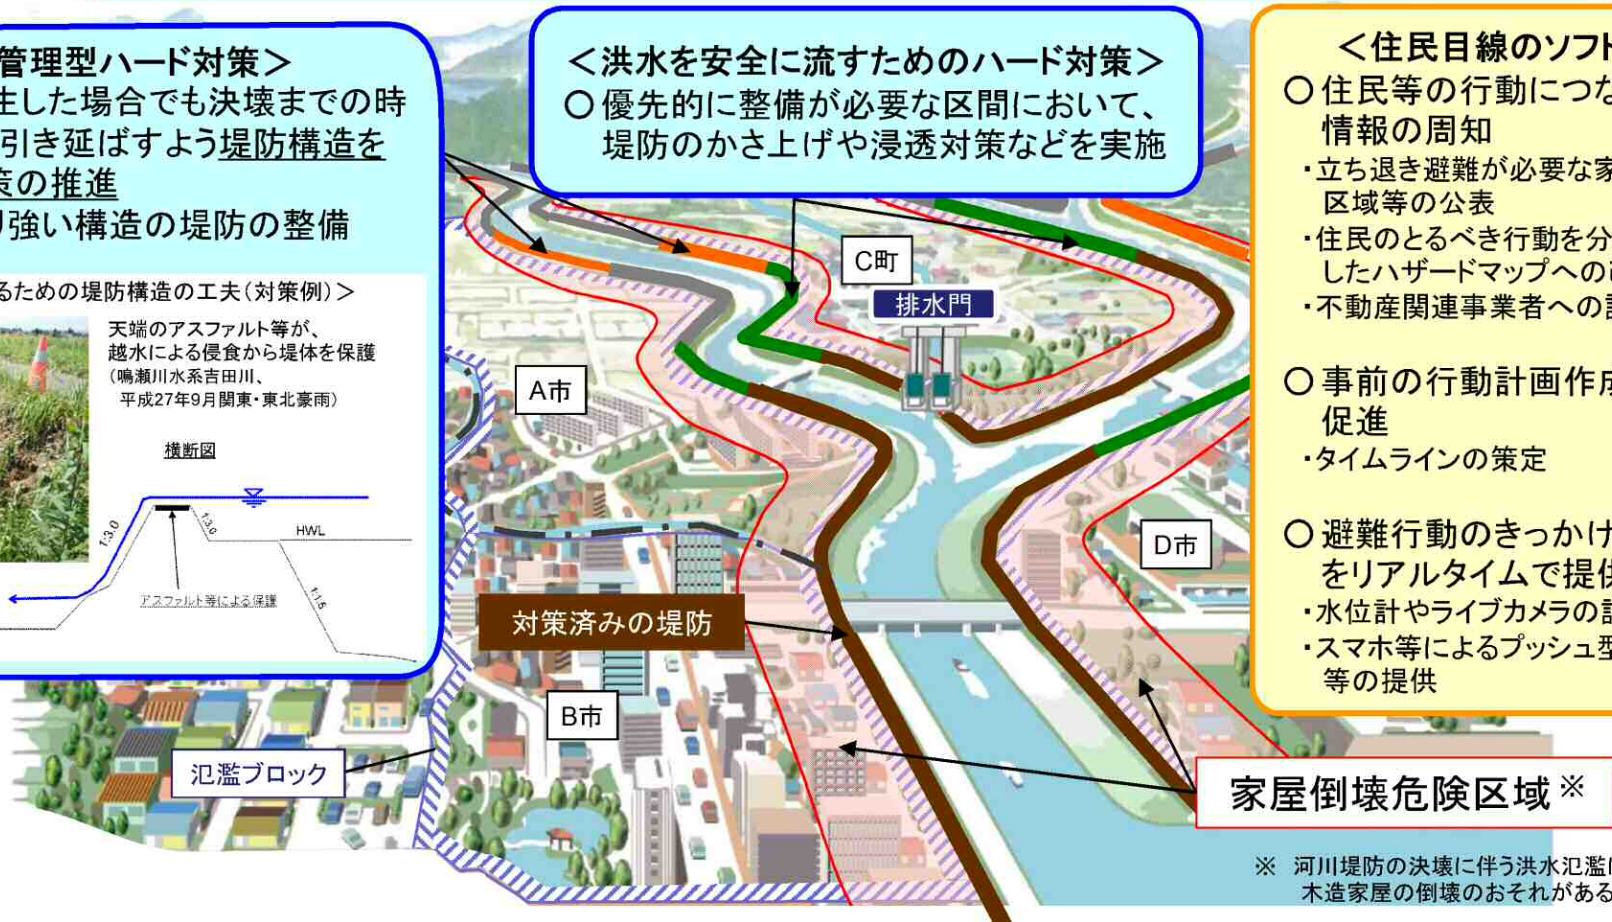 管理型ハード対策＞
生した場合でも決壊までの時
引き延ばすよう堤防構造を
策の推進
り強い構造の堤防の整備
るための堤防構造の工夫(対策例)＞
天端のアスファルト等が、
越水による侵食から堤体を保護
(鳴瀬川水系吉田川、
平成27年9月関東・東北豪雨)
横断図
1:3.0
1:3.0
HWL
1:1.5
アスファルト等による保護
＜洪水を安全に流すためのハード対策＞
○優先的に整備が必要な区間において、
堤防のかさ上げや浸透対策などを実施
＜住民目線のソフト
○住民等の行動につな
情報の周知
・立ち退き避難が必要な家
区域等の公表
・住民のとるべき行動を分
したハザードマップへの
・不動産関連事業者への
○事前の行動計画作成
促進
・タイムラインの策定
○避難行動のきっかけ
をリアルタイムで提供
・水位計やライブカメラの
・スマホ等によるプッシュ型
等の提供
C町
排水門
A市
D市
対策済みの堤防
B市
氾濫ブロック
家屋倒壊危険区域※
※ 河川堤防の決壊に伴う洪水氾濫に
木造家屋の倒壊のおそれがある